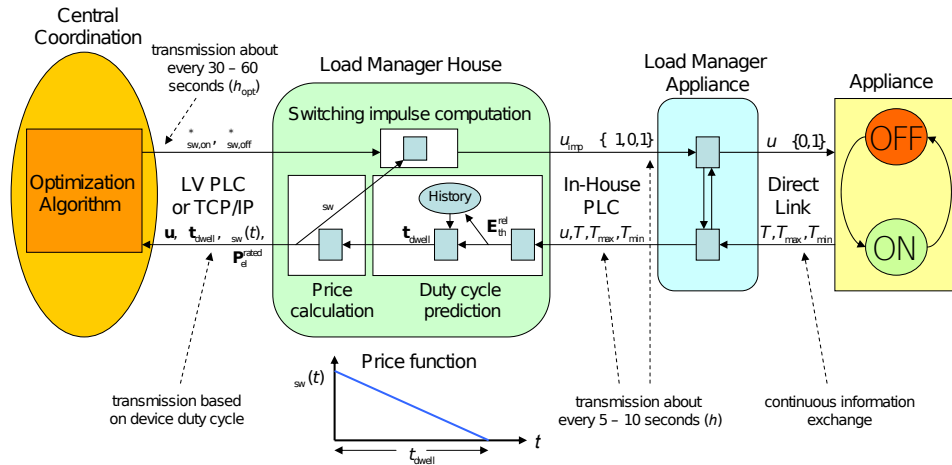 Central
Coordination
transmission about
every 30 – 60
seconds (h_opt)
Load Manager House
Load Manager
Appliance
Appliance
Switching impulse computation
*sw,on, *sw,off
u_imp { 1,0,1}
u {0,1}
OFF
Optimization
Algorithm
LV PLC
or TCP/IP
sw
History
E_th^rel
In-House
PLC
Direct
Link
u, t_dwell, sw(t),
P_el^rated
t_dwell
u,T,T_max,T_min
T,T_max,T_min
ON
Price
calculation
Duty cycle
prediction
Price function
sw(t)
t
t_dwell
transmission based
on device duty cycle
transmission about
every 5 – 10 seconds (h)
continuous information
exchange